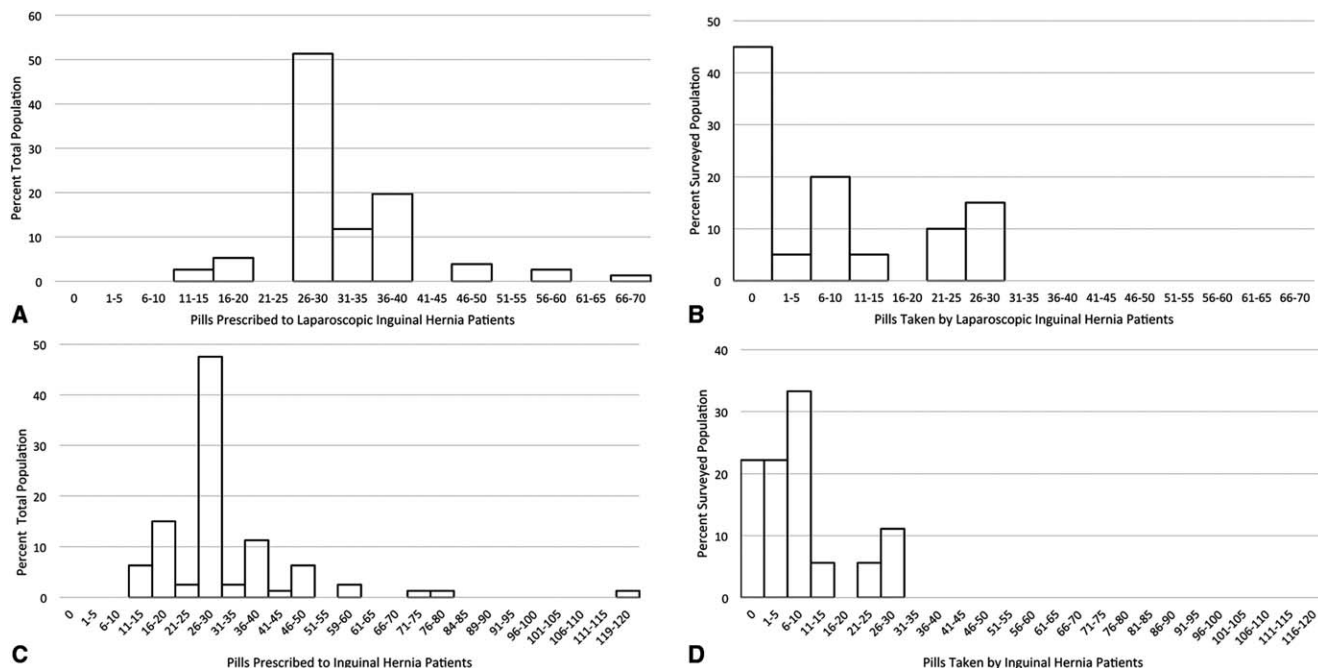 60
50
40
30
20
10
0
Percent Total Population
0 1-5 6-10 11-15 16-20 21-25 26-30 31-35 36-40 41-45 46-50 51-55 56-60 61-65 66-70
A
Pills Prescribed to Laparoscopic Inguinal Hernia Patients
50
40
30
20
10
0
Percent Surveyed Population
0 1-5 6-10 11-15 16-20 21-25 26-30 31-35 36-40 41-45 46-50 51-55 56-60 61-65 66-70
B
Pills Taken by Laparoscopic Inguinal Hernia Patients
50
40
30
20
10
0
Percent Total Population
0 1-5 6-10 11-15 16-20 21-25 26-30 31-35 36-40 41-45 46-50 51-55 59-60 61-65 66-70 71-75 76-80 84-85 89-90 91-95 96-100 101-105 106-110 111-115 119-120
C
Pills Prescribed to Inguinal Hernia Patients
40
30
20
10
0
Percent Surveyed Population
0 1-5 6-10 11-15 16-20 21-25 26-30 31-35 36-40 41-45 46-50 51-55 56-60 61-65 66-70 71-75 76-80 81-85 86-90 91-95 96-100 101-105 106-110 111-115 116-120
D
Pills Taken by Inguinal Hernia Patients